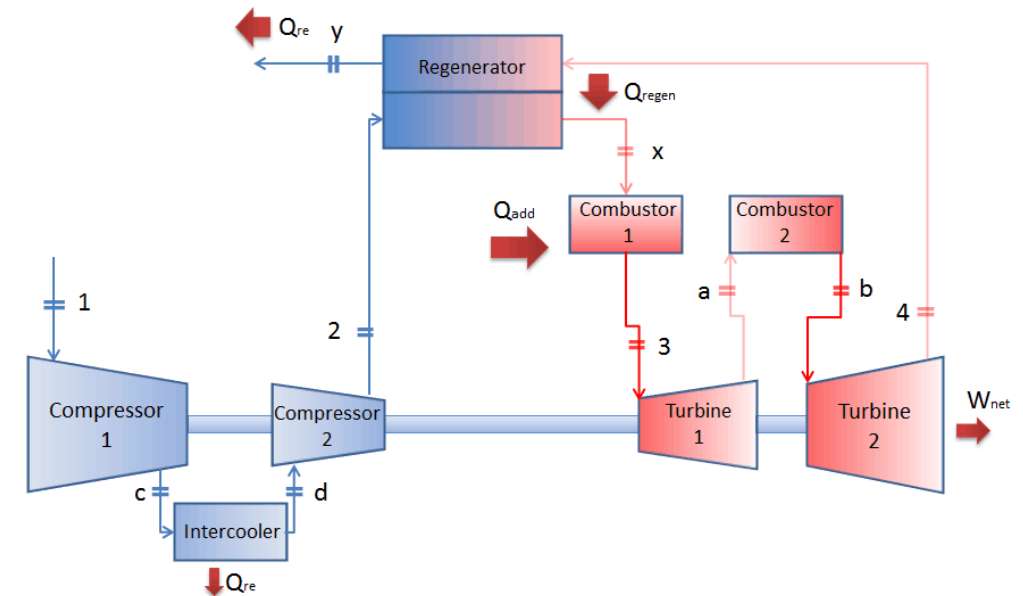 Qre
y
Regenerator
Qregen
x
Qadd
Combustor
1
Combustor
2
1
2
3
a
b
4
Compressor
1
Compressor
2
Turbine
1
Turbine
2
Wnet
c
d
Intercooler
Qre